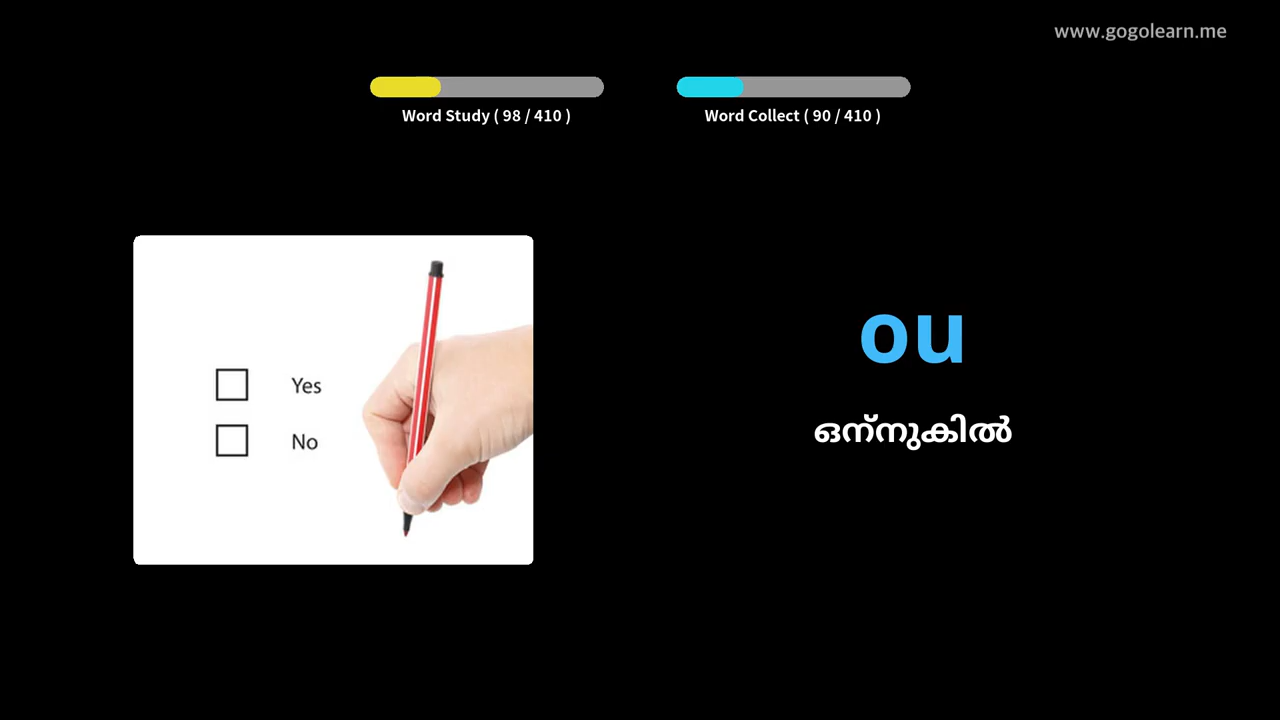 www.gogolearn.me
Word Study ( 98 / 410 )
Word Collect ( 90 / 410 )
Yes
No
ou
ഒന്നുകിൽ